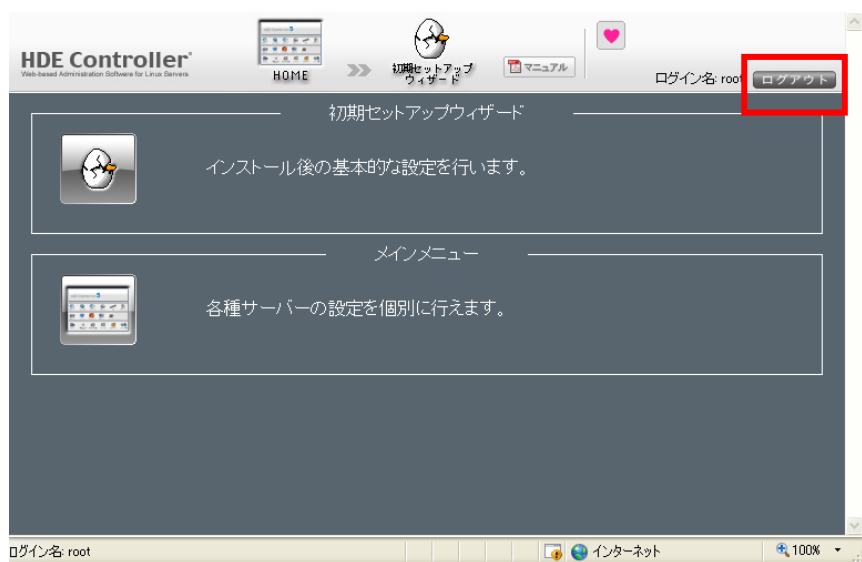 HDE Controller
Web-based Administration Software for Linux Servers
HOME
初期セットアップ
ウィザード
マニュアル
ログイン名: root
ログアウト
初期セットアップウィザード
インストール後の基本的な設定を行います。
メインメニュー
各種サーバーの設定を個別に行えます。
ログイン名: root
インターネット
100%